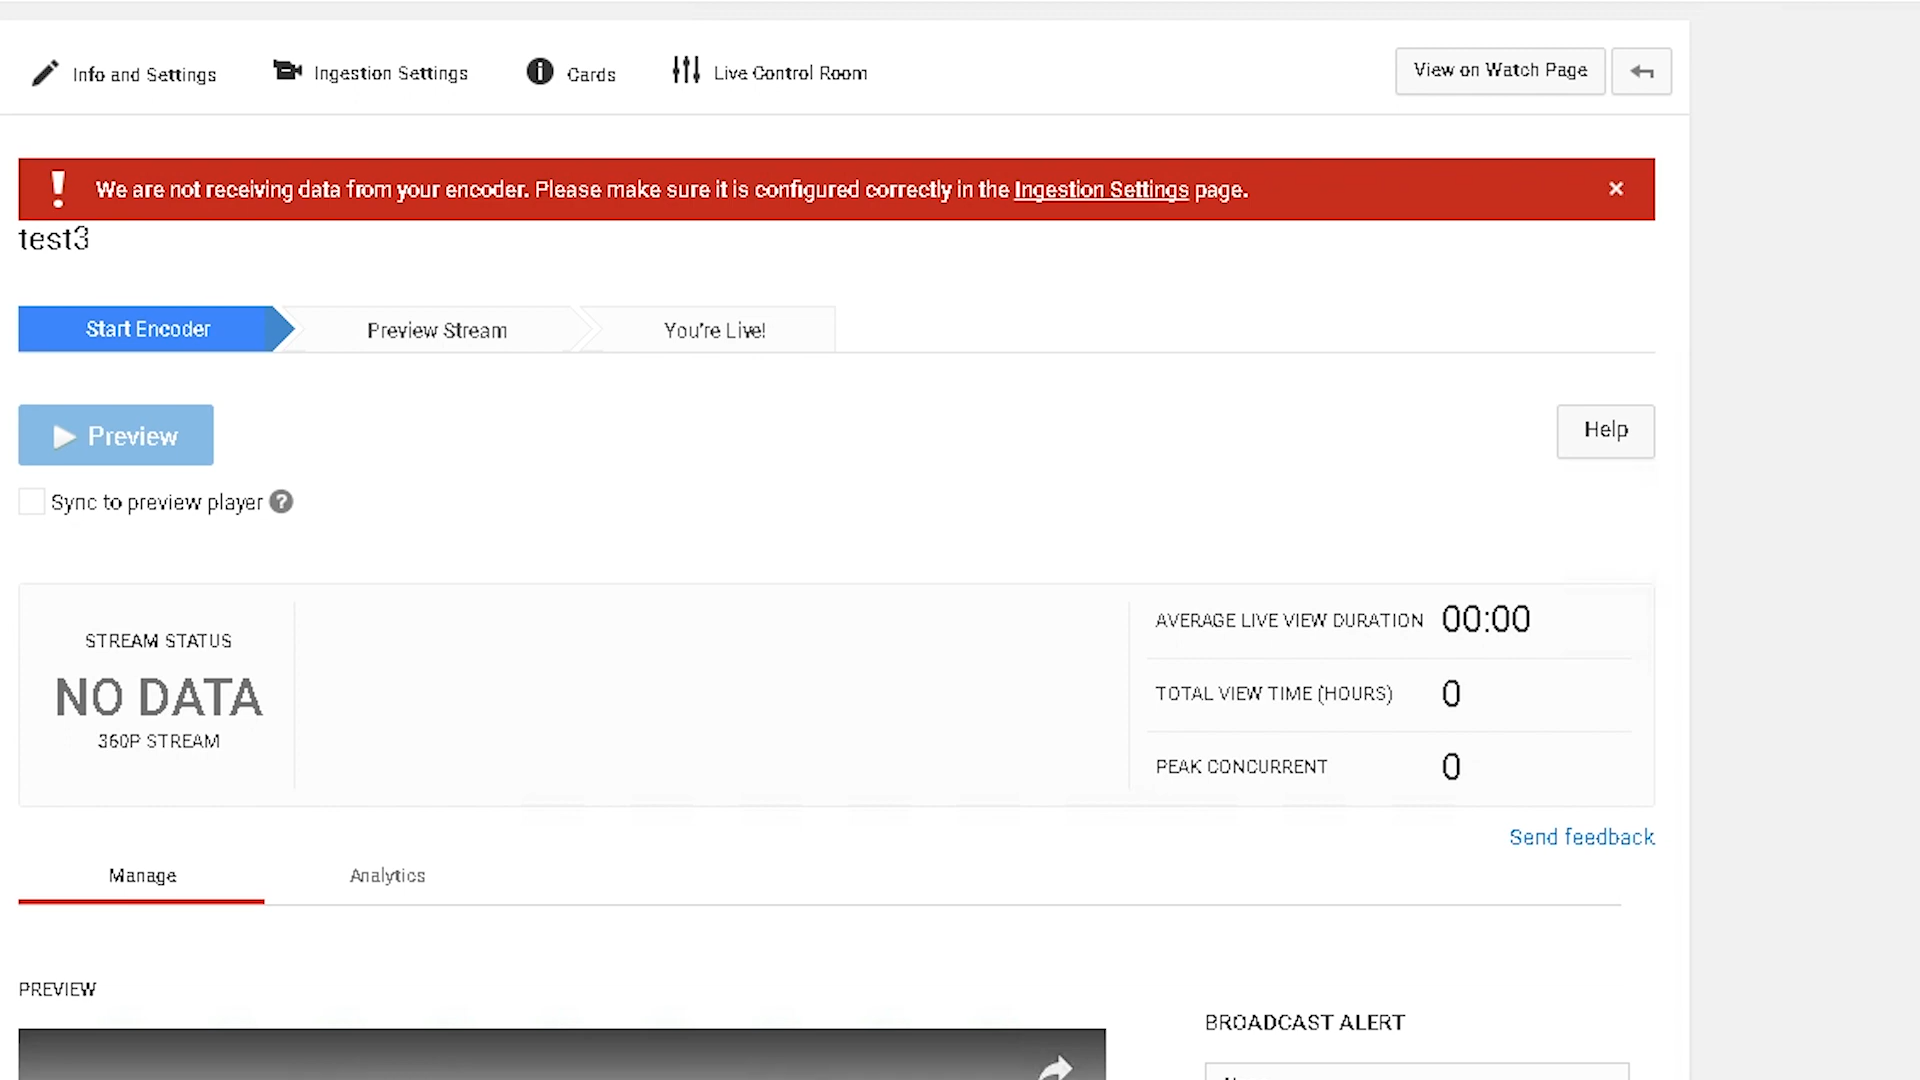 Info and Settings
Ingestion Settings
Cards
Live Control Room
View on Watch Page
We are not receiving data from your encoder. Please make sure it is configured correctly in the Ingestion Settings page.
test3
Start Encoder
Preview Stream
You're Live!
Preview
Help
Sync to preview player
STREAM STATUS
NO DATA
360P STREAM
AVERAGE LIVE VIEW DURATION 00:00
TOTAL VIEW TIME (HOURS) 0
PEAK CONCURRENT 0
Send feedback
Manage
Analytics
PREVIEW
BROADCAST ALERT